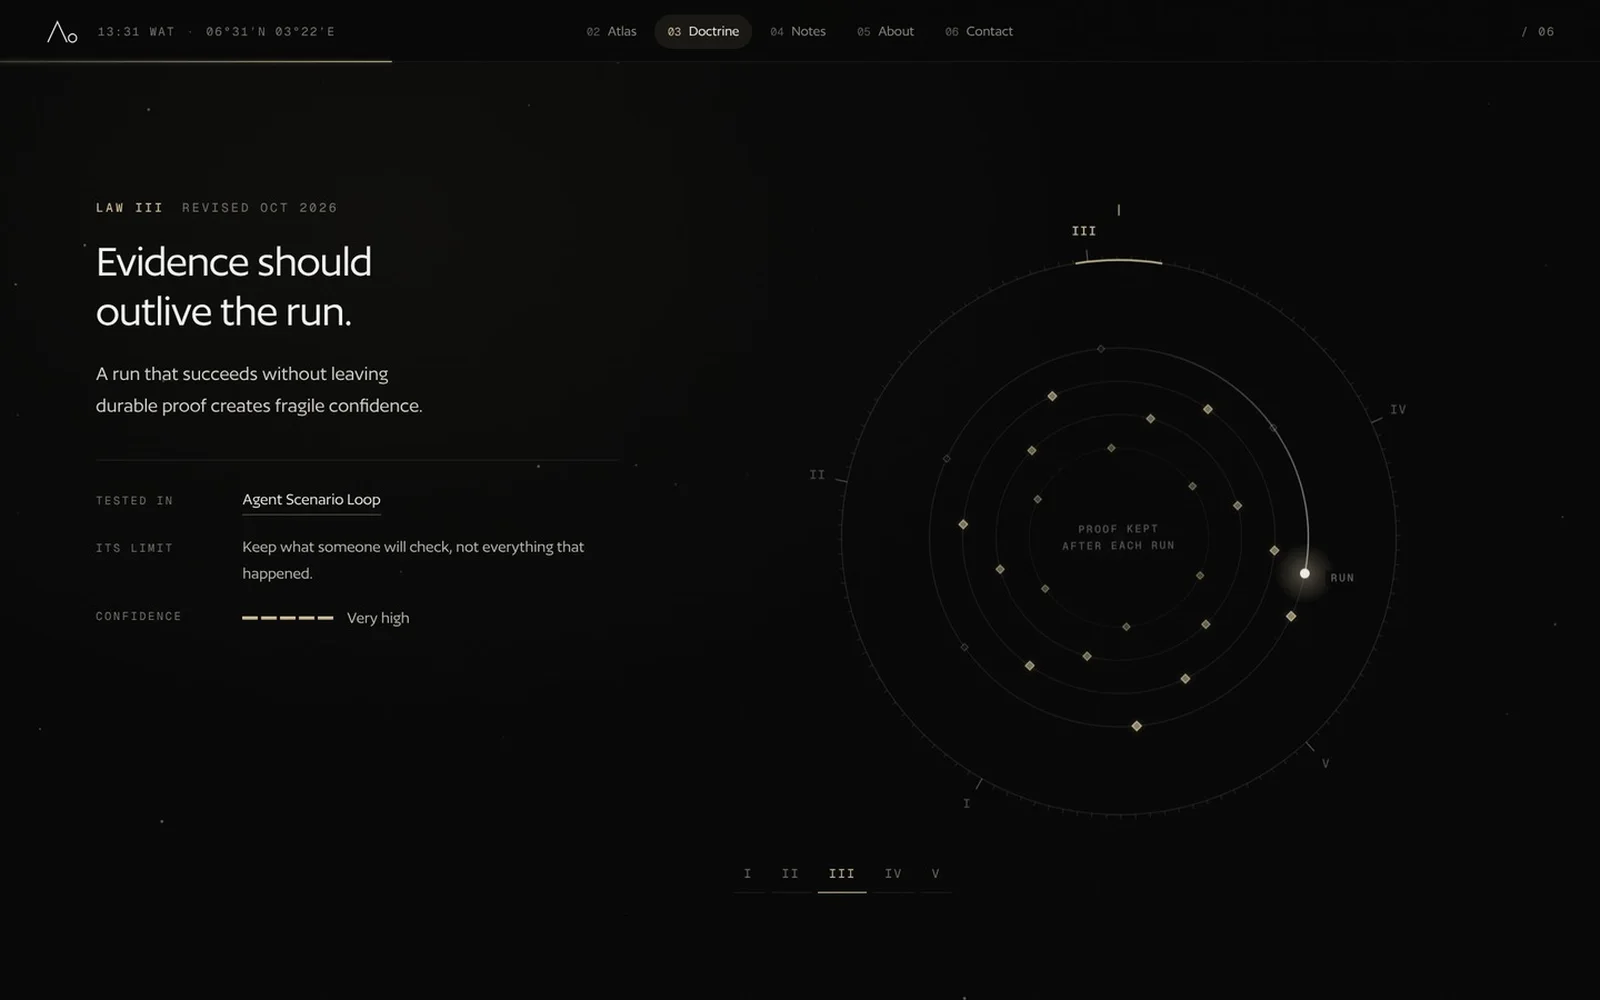 13:31 WAT · 06°31'N 03°22'E
02 Atlas
03 Doctrine
04 Notes
05 About
06 Contact
/ 06
LAW III REVISED OCT 2026
Evidence should
outlive the run.
A run that succeeds without leaving
durable proof creates fragile confidence.
TESTED IN
Agent Scenario Loop
ITS LIMIT
Keep what someone will check, not everything that
happened.
CONFIDENCE
Very high
III
IV
II
PROOF KEPT
AFTER EACH RUN
RUN
V
I
I II III IV V